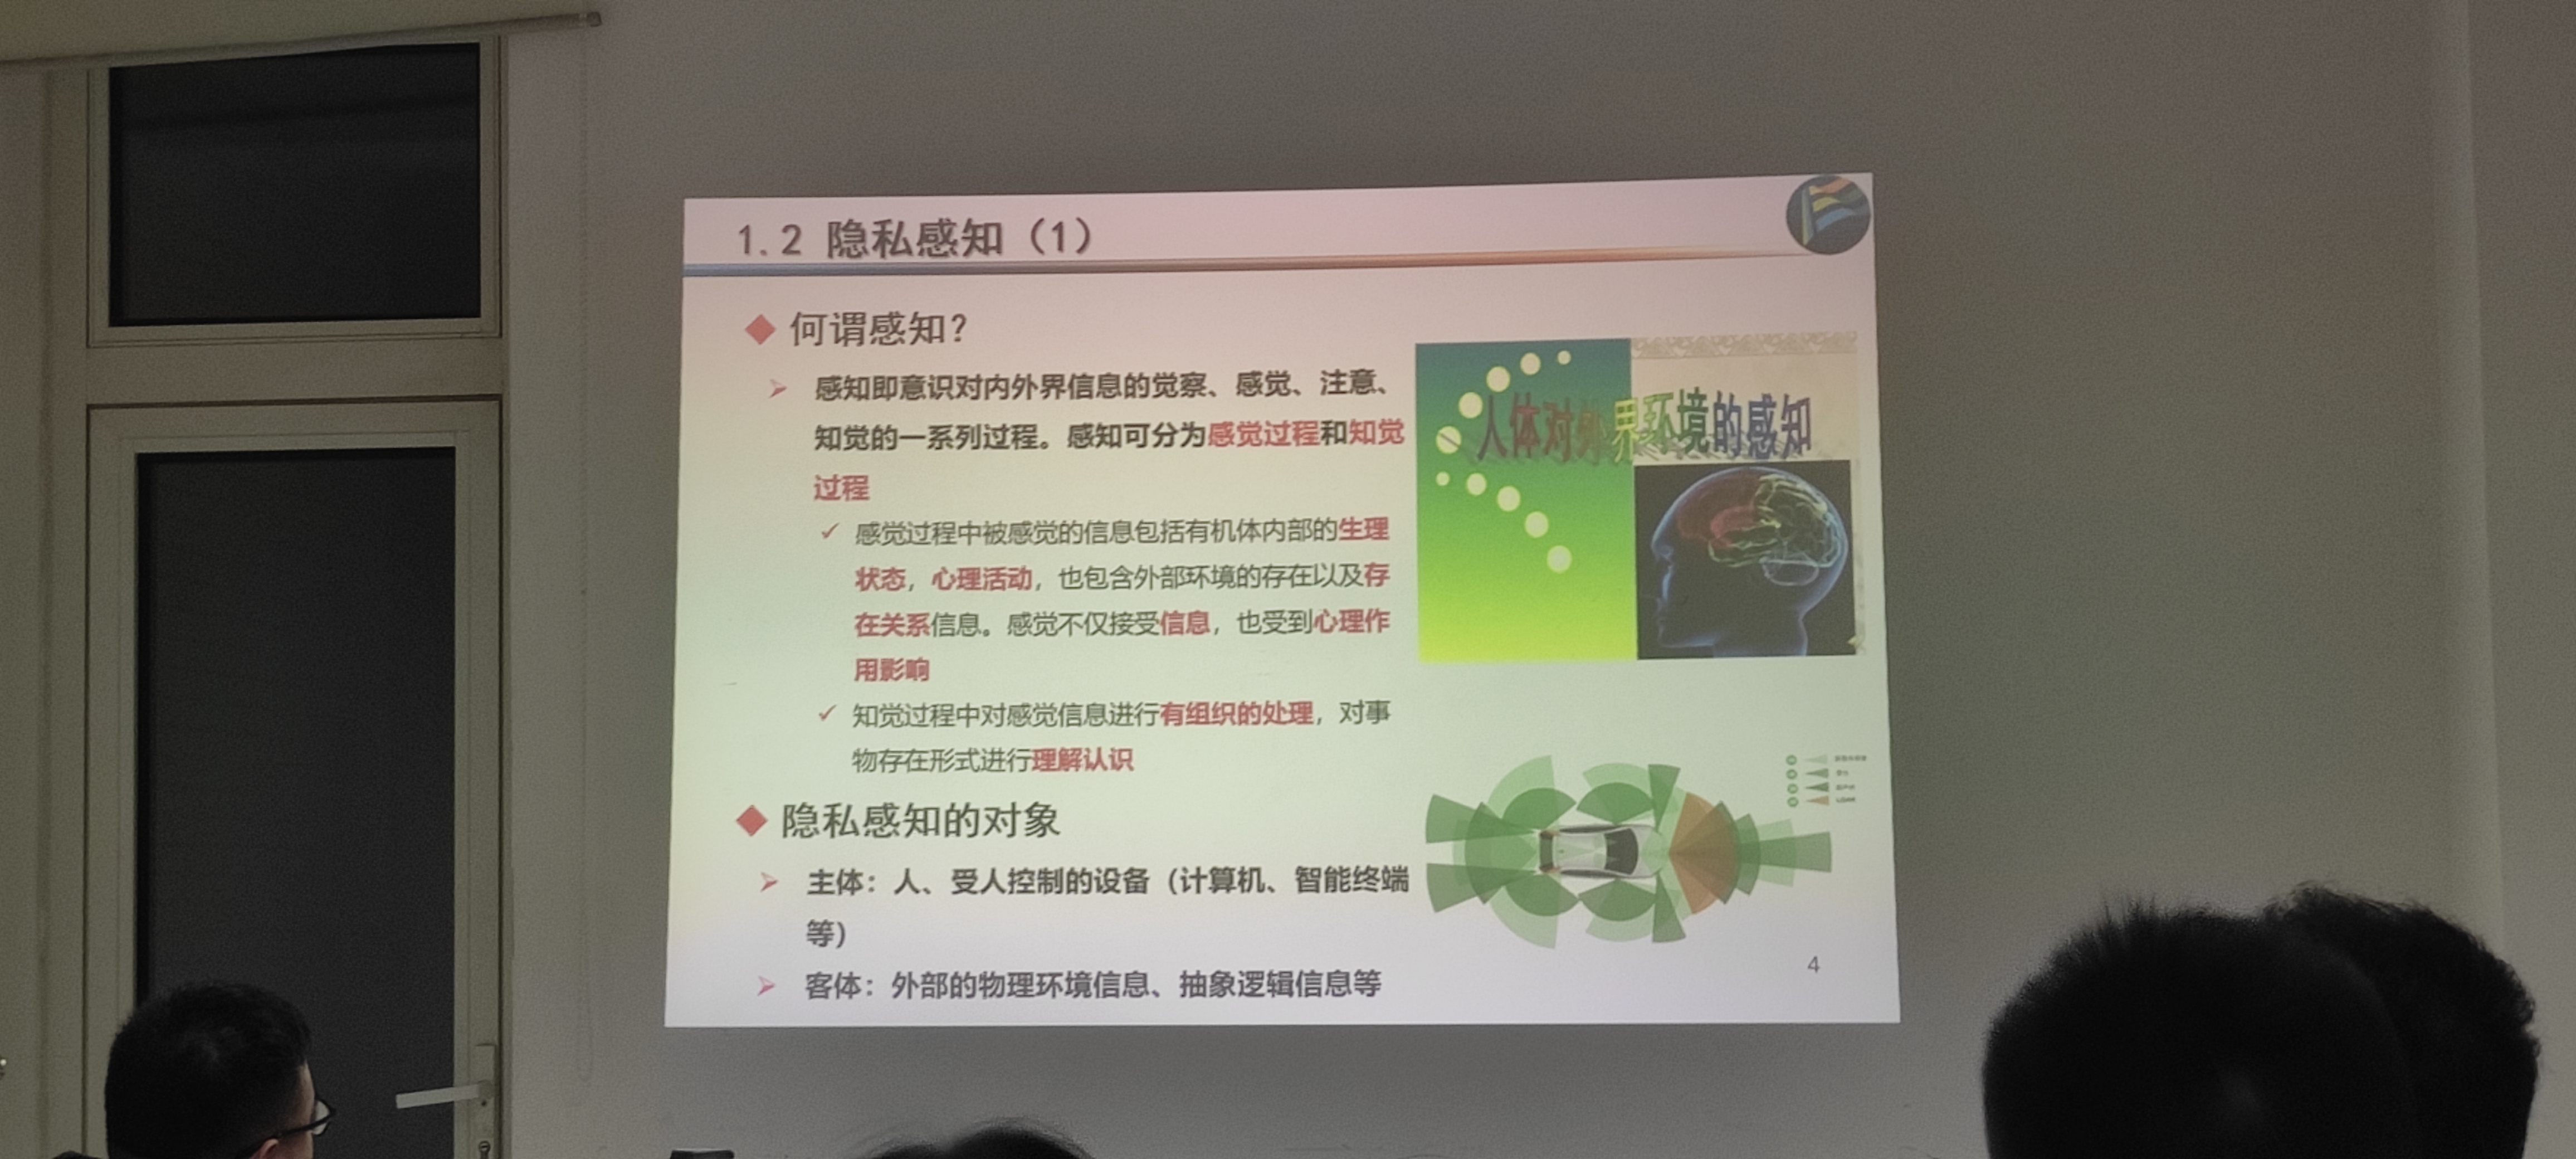 1.2 隐私感知（1）
何谓感知？
感知即意识对内外界信息的觉察、感觉、注意、
知觉的一系列过程。感知可分为感觉过程和知觉
过程
感觉过程中被感觉的信息包括有机体内部的生理
状态，心理活动，也包含外部环境的存在以及存
在关系信息。感觉不仅接受信息，也受到心理作
用影响
知觉过程中对感觉信息进行有组织的处理，对事
物存在形式进行理解认识
隐私感知的对象
主体：人、受人控制的设备（计算机、智能终端
等）
客体：外部的物理环境信息、抽象逻辑信息等
人体对外界环境的感知
4